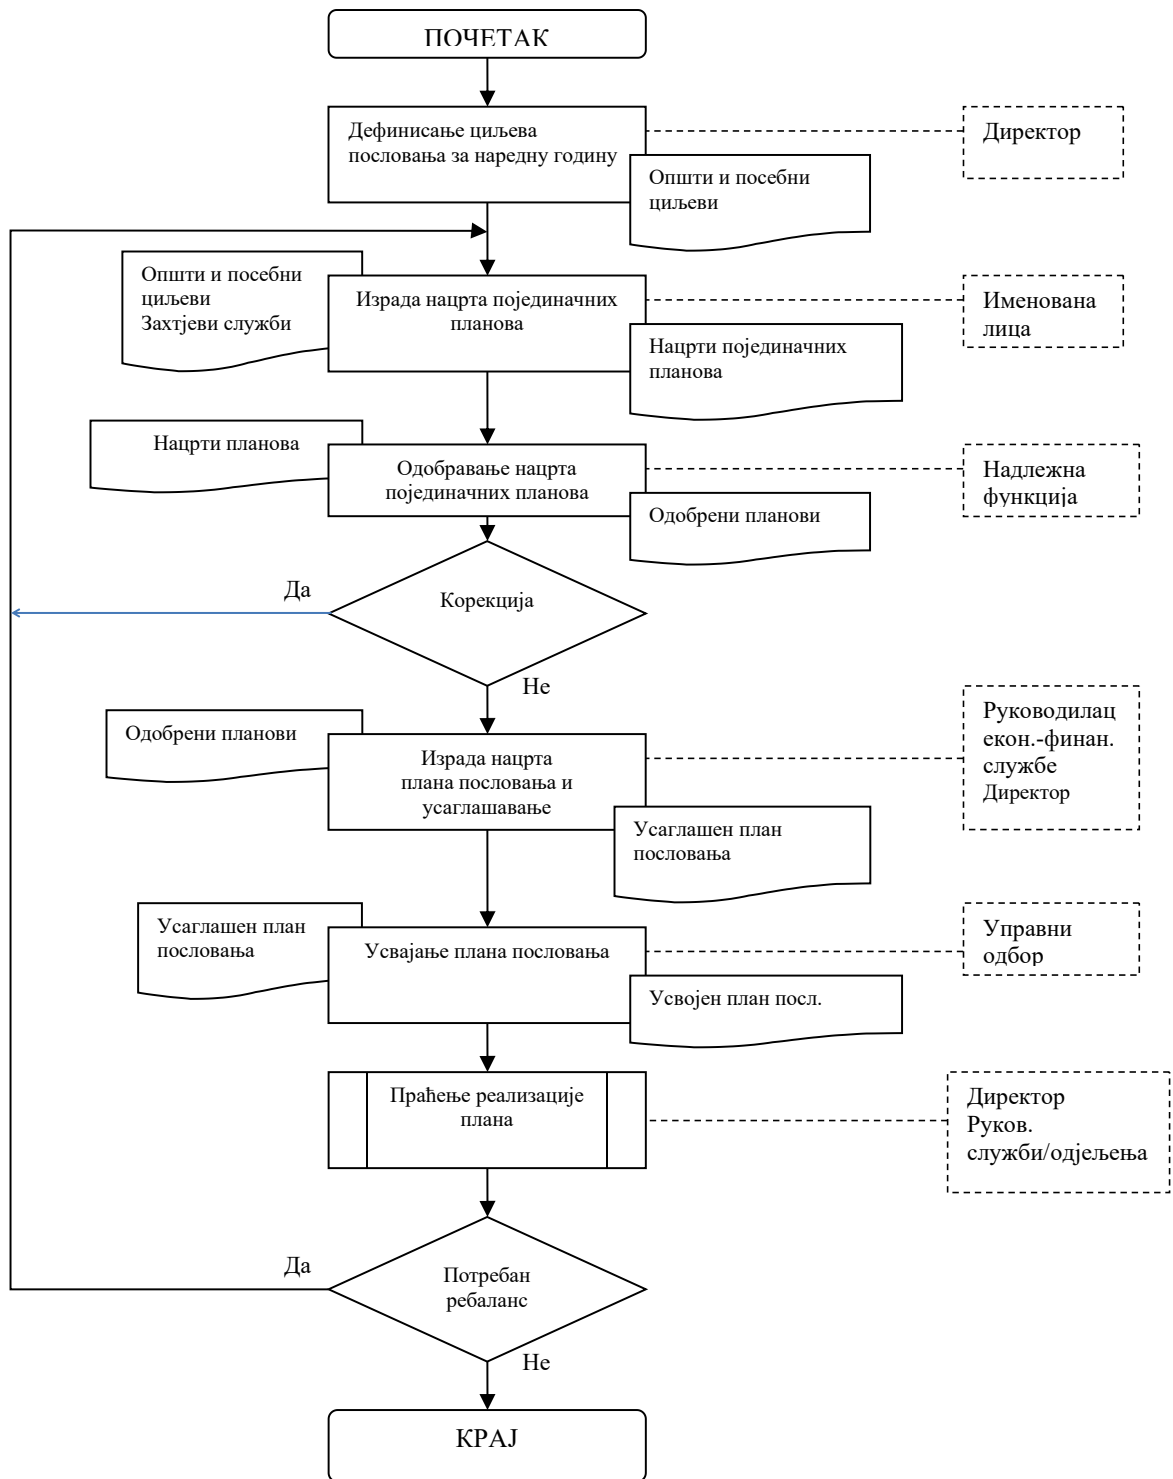 ПОЧЕТАК
Дефинисање циљева
пословања за наредну годину
Директор
Општи и посебни
циљеви
Општи и посебни
циљеви
Захтјеви служби
Израда нацрта појединачних
планова
Именована
лица
Нацрти појединачних
планова
Нацрти планова
Одобравање нацрта
појединачних планова
Надлежна
функција
Одобрени планови
Да
Корекција
Не
Одобрени планови
Израда нацрта
плана пословања и
усаглашавање
Руководилац
екон.-финан.
службе
Директор
Усаглашен план
пословања
Усаглашен план
пословања
Усвајање плана пословања
Управни
одбор
Усвојен план посл.
Праћење реализације
плана
Директор
Руков.
служби/одјељења
Да
Потребан
ребаланс
Не
КРАЈ